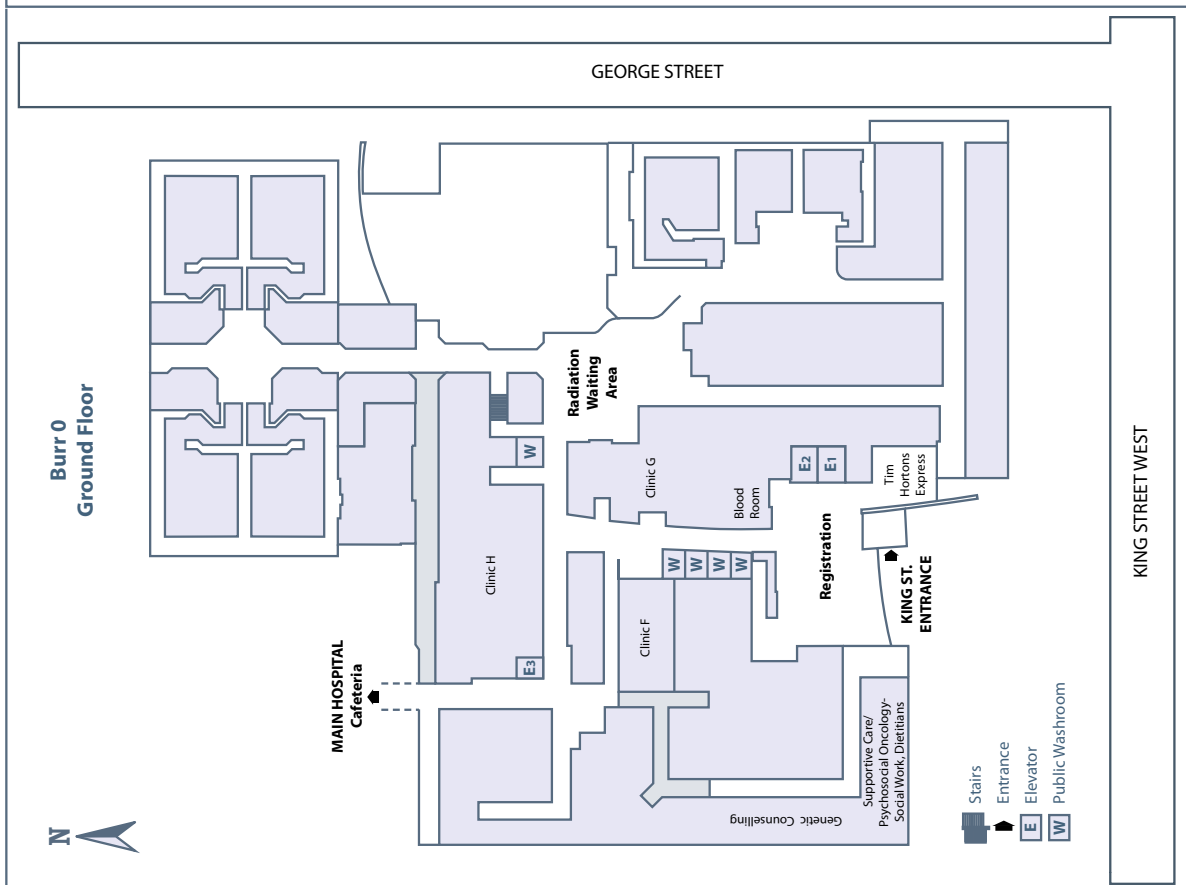 GEORGE STREET
Burr 0
Ground Floor
Radiation
Waiting
Area
W
Clinic G
E2
E1
Tim
Hortons
Express
Blood
Room
Clinic H
W
W
W
W
Registration
KING ST.
ENTRANCE
KING STREET WEST
MAIN HOSPITAL
Cafeteria
E3
Clinic F
Supportive Care/
Psychosocial Oncology-
Social Work, Dietitians
Genetic Counselling
N
Stairs
Entrance
E Elevator
W Public Washroom